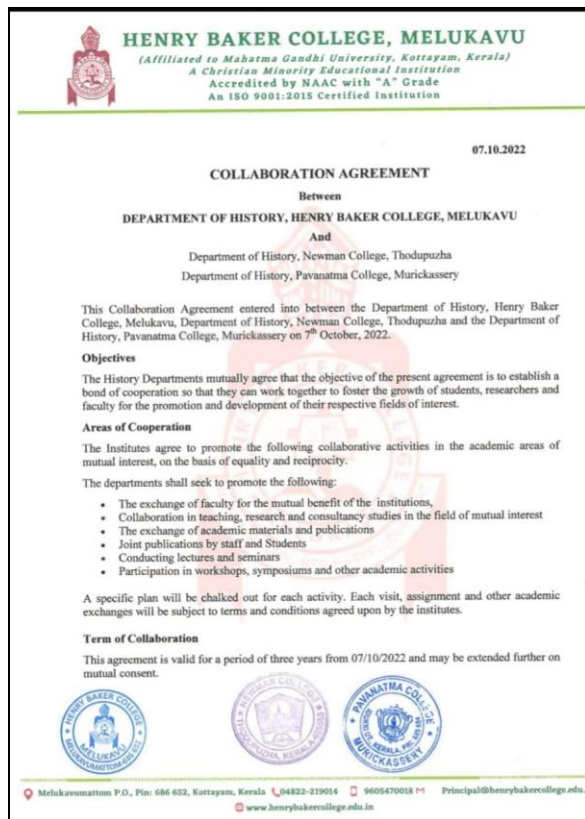 HENRY BAKER COLLEGE, MELUKAVU
(Affiliated to Mahatma Gandhi University, Kottayam, Kerala)
A Christian Minority Educational Institution
Accredited by NAAC with "A" Grade
An ISO 9001:2015 Certified Institution
07.10.2022
COLLABORATION AGREEMENT
Between
DEPARTMENT OF HISTORY, HENRY BAKER COLLEGE, MELUKAVU
And
Department of History, Newman College, Thodupuzha
Department of History, Pavanatma College, Murickassery
This Collaboration Agreement entered into between the Department of History, Henry Baker
College, Melukavu, Department of History, Newman College, Thodupuzha and the Department of
History, Pavanatma College, Murickassery on 7th October, 2022.
Objectives
The History Departments mutually agree that the objective of the present agreement is to establish a
bond of cooperation so that they can work together to foster the growth of students, researchers and
faculty for the promotion and development of their respective fields of interest.
Areas of Cooperation
The Institutes agree to promote the following collaborative activities in the academic areas of
mutual interest, on the basis of equality and reciprocity.
The departments shall seek to promote the following:
• The exchange of faculty for the mutual benefit of the institutions,
• Collaboration in teaching, research and consultancy studies in the field of mutual interest
• The exchange of academic materials and publications
• Joint publications by staff and Students
• Conducting lectures and seminars
• Participation in workshops, symposiums and other academic activities
A specific plan will be chalked out for each activity. Each visit, assignment and other academic
exchanges will be subject to terms and conditions agreed upon by the institutes.
Term of Collaboration
This agreement is valid for a period of three years from 07/10/2022 and may be extended further on
mutual consent.
HENRY BAKER COLLEGE
MELUKAVU
MELUKAVUMATTOM-686 652
NEWMAN COLLEGE
THODUPUZHA, KERALA
PAVANATMA COLLEGE
MURICKASSERY
Melukavumattom P.O., Pin: 686 652, Kottayam, Kerala 04822-219014 9605470018 Principal@henrybakercollege.edu.
www.henrybakercollege.edu.in